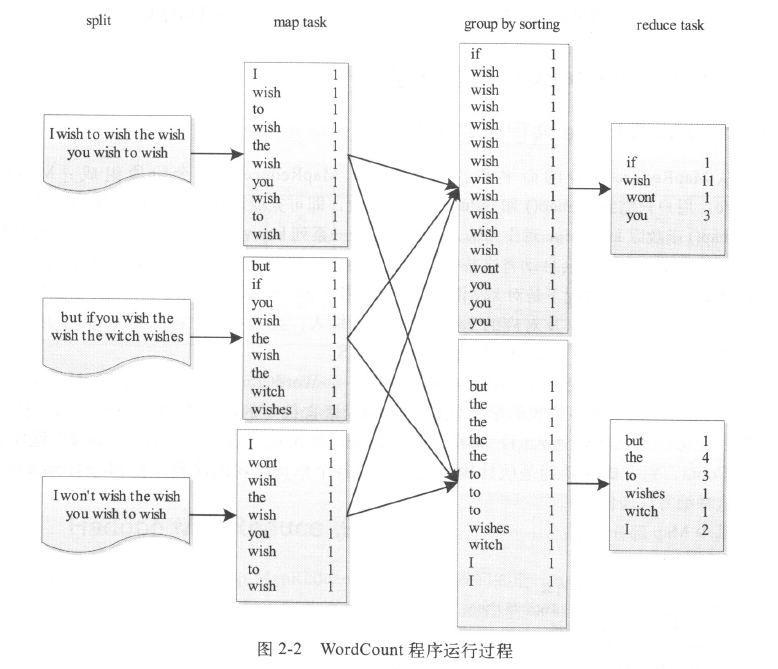 split
map task
group by sorting
reduce task
I wish to wish the wish
you wish to wish
but if you wish the
wish the witch wishes
I won't wish the wish
you wish to wish
I 1
wish 1
to 1
wish 1
the 1
wish 1
you 1
wish 1
to 1
wish 1
but 1
if 1
you 1
wish 1
the 1
wish 1
the 1
witch 1
wishes 1
I 1
wont 1
wish 1
the 1
wish 1
you 1
wish 1
to 1
wish 1
if 1
wish 1
wish 1
wish 1
wish 1
wish 1
wish 1
wish 1
wish 1
wish 1
wish 1
wish 1
wont 1
you 1
you 1
you 1
but 1
the 1
the 1
the 1
the 1
to 1
to 1
to 1
wishes 1
witch 1
I 1
I 1
if 1
wish 11
wont 1
you 3
but 1
the 4
to 3
wishes 1
witch 1
I 2
图 2-2 WordCount 程序运行过程